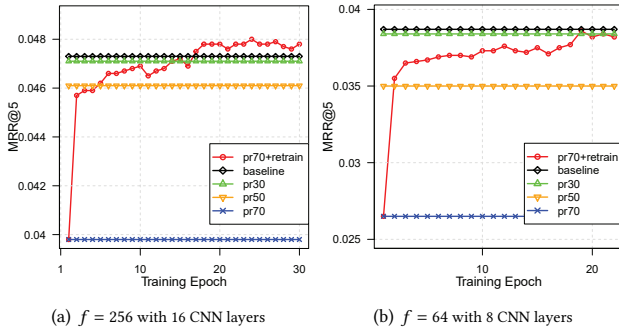 0.048
0.046
0.044
0.042
0.04
MRR@5
pr70+retrain
baseline
pr30
pr50
pr70
1
10
20
30
Training Epoch
(a) f = 256 with 16 CNN layers
0.04
0.035
0.03
0.025
MRR@5
pr70+retrain
baseline
pr30
pr50
pr70
10
20
Training Epoch
(b) f = 64 with 8 CNN layers